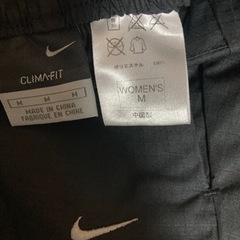 CLIMA-FIT
M M M
MADE IN CHINA
FABRIQUÉ EN CHINE
ポリエステル
WOMEN'S
M
中国製